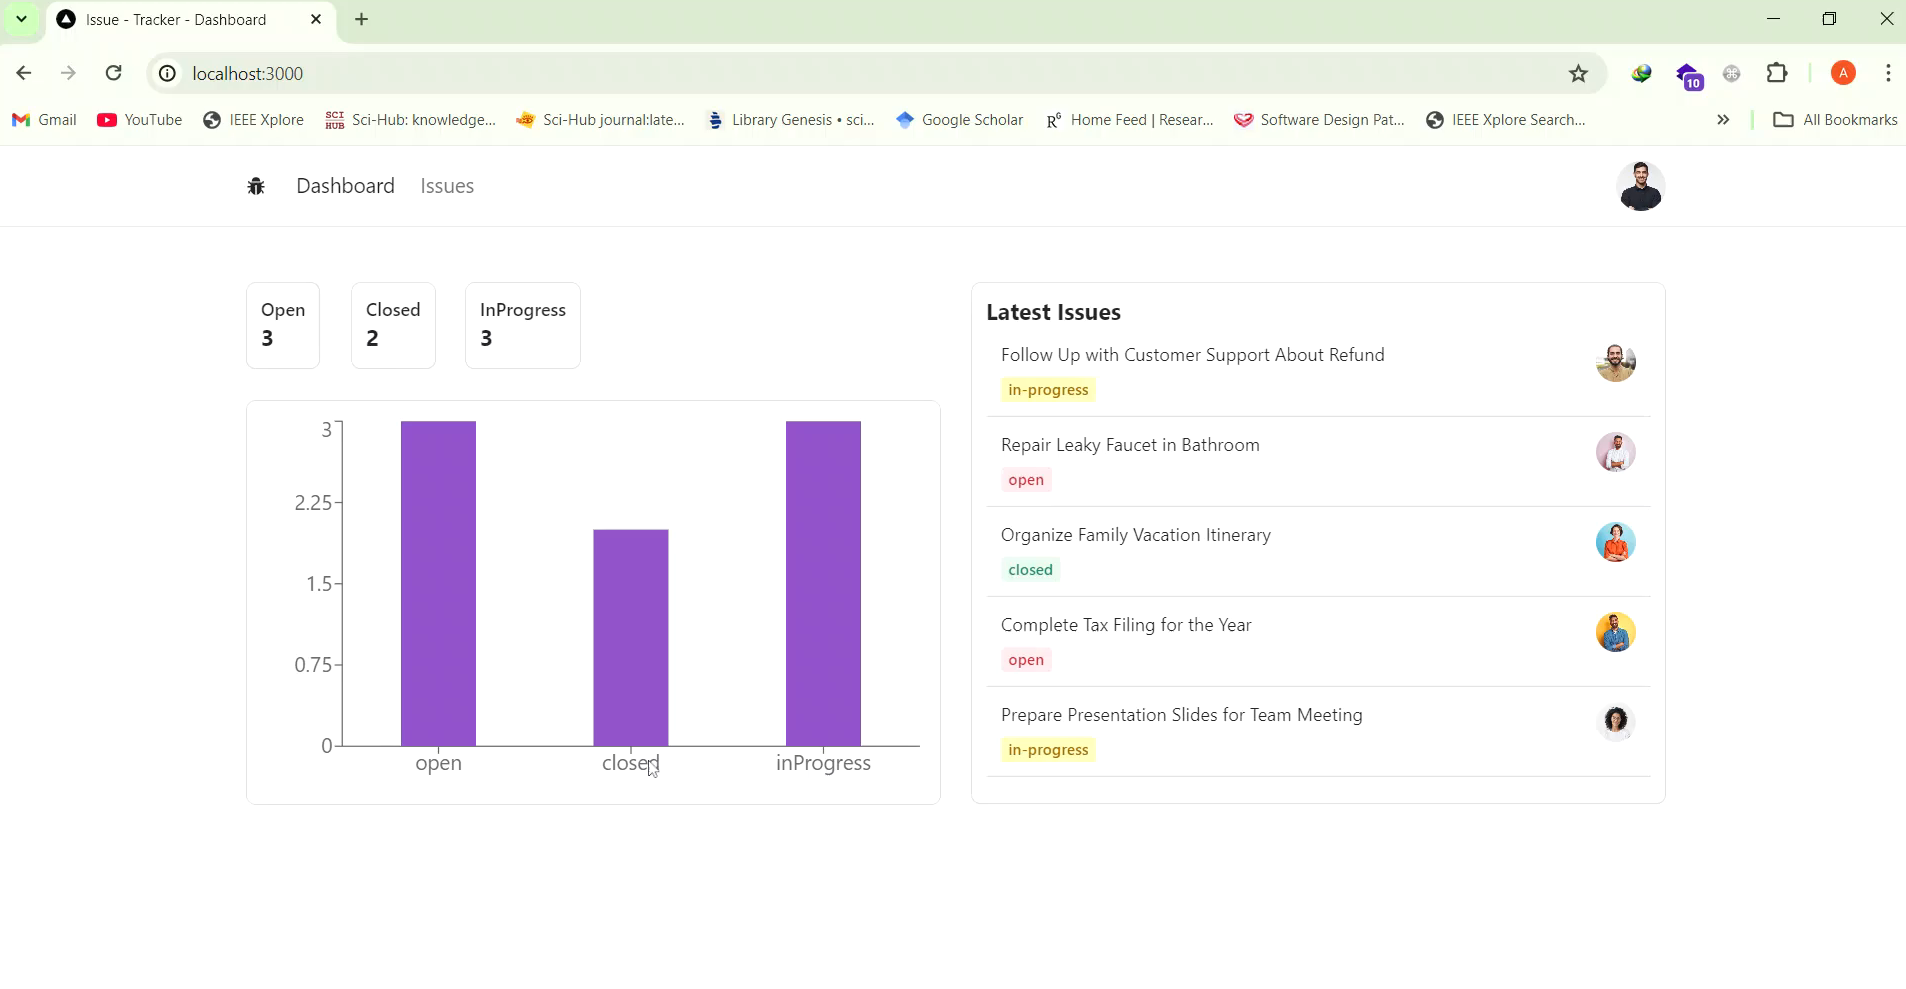 Issue - Tracker - Dashboard
localhost:3000
10
A
Gmail
YouTube
IEEE Xplore
SCI HUB
Sci-Hub: knowledge...
Sci-Hub journal:late...
Library Genesis • sci...
Google Scholar
R^G
Home Feed | Resear...
Software Design Pat...
IEEE Xplore Search...
All Bookmarks
Dashboard
Issues
Open
3
Closed
2
InProgress
3
3
2.25
1.5
0.75
0
open
closed
inProgress
Latest Issues
Follow Up with Customer Support About Refund
in-progress
Repair Leaky Faucet in Bathroom
open
Organize Family Vacation Itinerary
closed
Complete Tax Filing for the Year
open
Prepare Presentation Slides for Team Meeting
in-progress